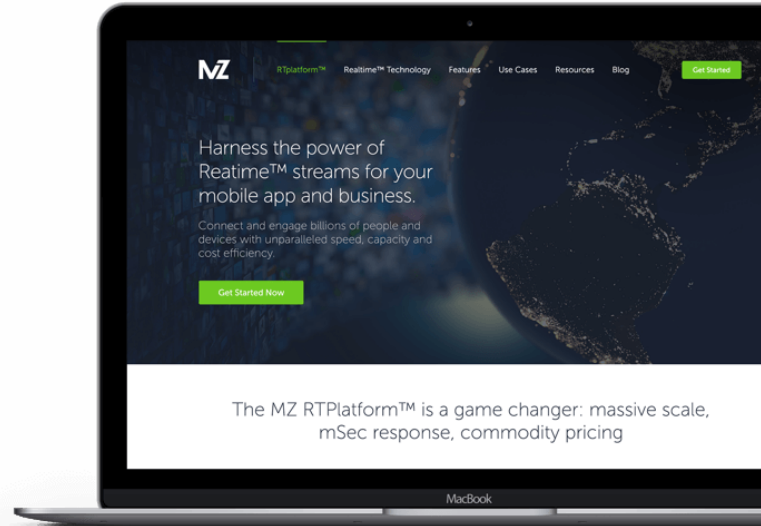 MZ
RTplatform™ Realtime™ Technology Features Use Cases Resources Blog Get Started
Harness the power of
Reatime™ streams for your
mobile app and business.
Connect and engage billions of people and
devices with unparalleled speed, capacity and
cost efficiency.
Get Started Now
The MZ RTPlatform™ is a game changer: massive scale,
mSec response, commodity pricing
MacBook